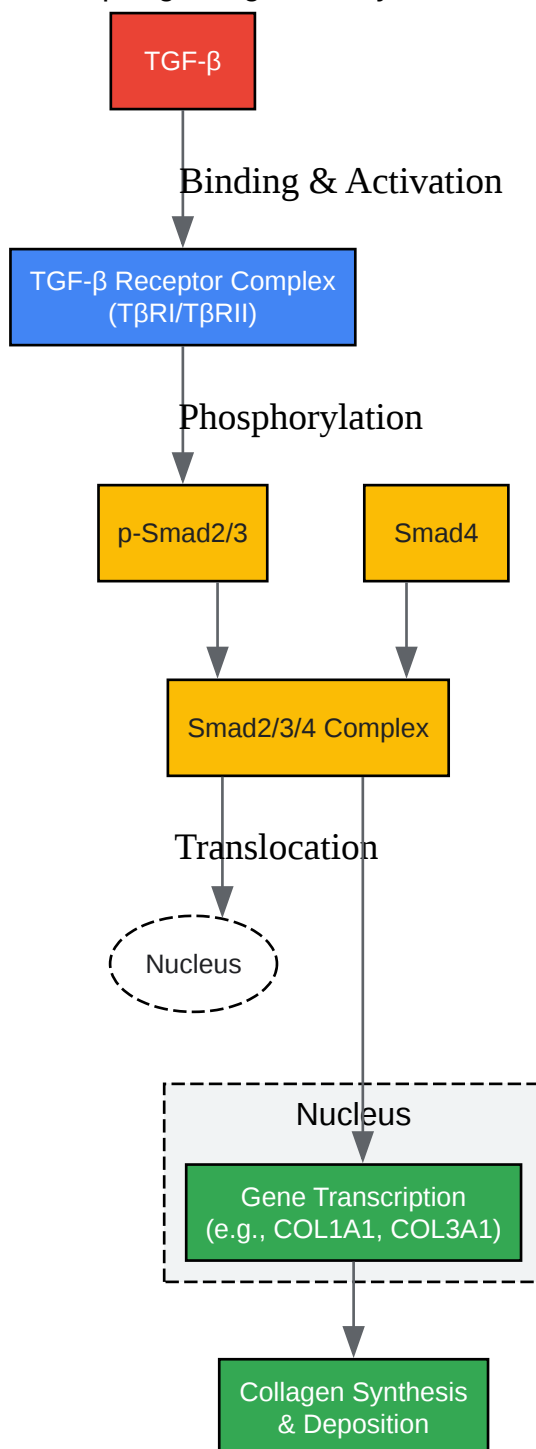 TGF-β
Binding & Activation
TGF-β Receptor Complex
(TβRI/TβRII)
Phosphorylation
p-Smad2/3
Smad4
Smad2/3/4 Complex
Translocation
Nucleus
Nucleus
Gene Transcription
(e.g., COL1A1, COL3A1)
Collagen Synthesis
& Deposition